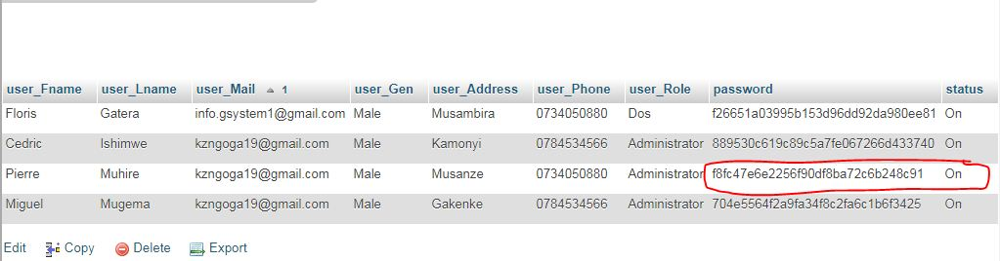 user_Fname user_Lname user_Mail 1 user_Gen user_Address user_Phone user_Role password status
Floris Gatera info.gsystem1@gmail.com Male Musambira 0734050880 Dos f26651a03995b153d96dd92da980ee81 On
Cedric Ishimwe kzngoga19@gmail.com Male Kamonyi 0784534566 Administrator 889530c619c89c5a7fe067266d433740 On
Pierre Muhire kzngoga19@gmail.com Male Musanze 0734050880 Administrator f8fc47e6e2256f90df8ba72c6b248c91 On
Miguel Mugema kzngoga19@gmail.com Male Gakenke 0784534566 Administrator 704e5564f2a9fa34f8c2fa6c1b6f3425 On
Edit Copy Delete Export